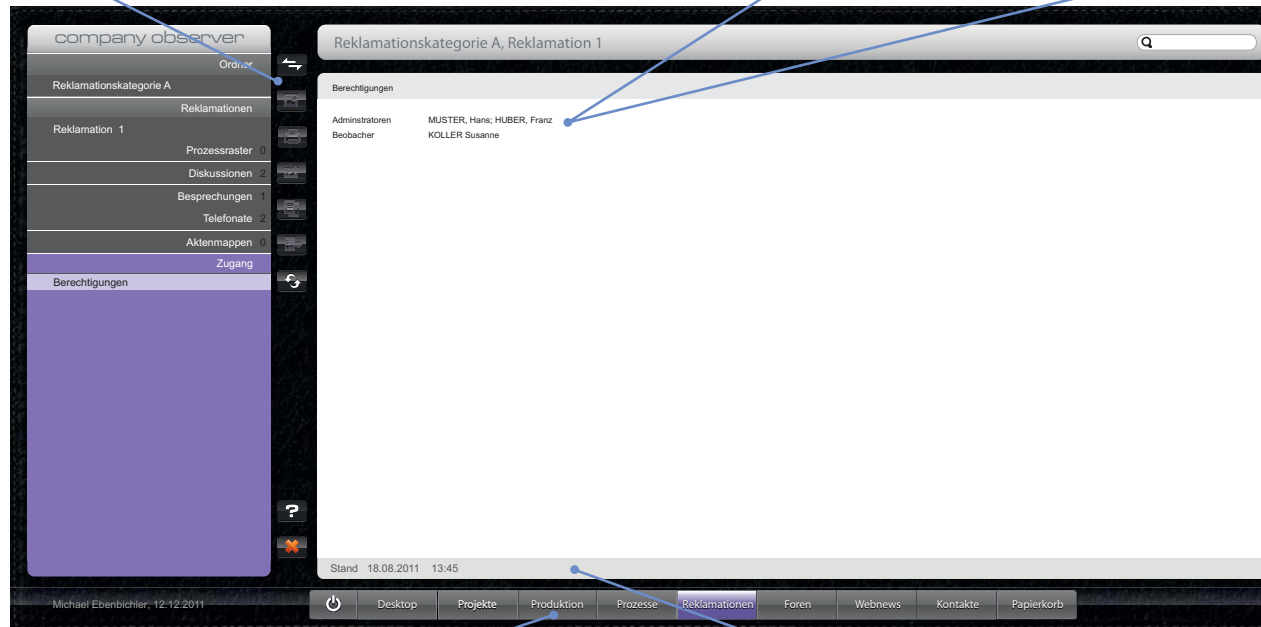 company observer
Ordner
Reklamationskategorie A
Reklamationen
Reklamation 1
Prozessraster 0
Diskussionen 2
Besprechungen 1
Telefonate 2
Aktenmappen 0
Zugang
Berechtigungen
Reklamationskategorie A, Reklamation 1
Berechtigungen
Adminstratoren MUSTER, Hans; HUBER, Franz
Beobacher KOLLER Susanne
?
Stand 18.08.2011 13:45
Michael Ebenbichler, 12.12.2011
Desktop Projekte Produktion Prozesse Reklamationen Foren Webnews Kontakte Papierkorb